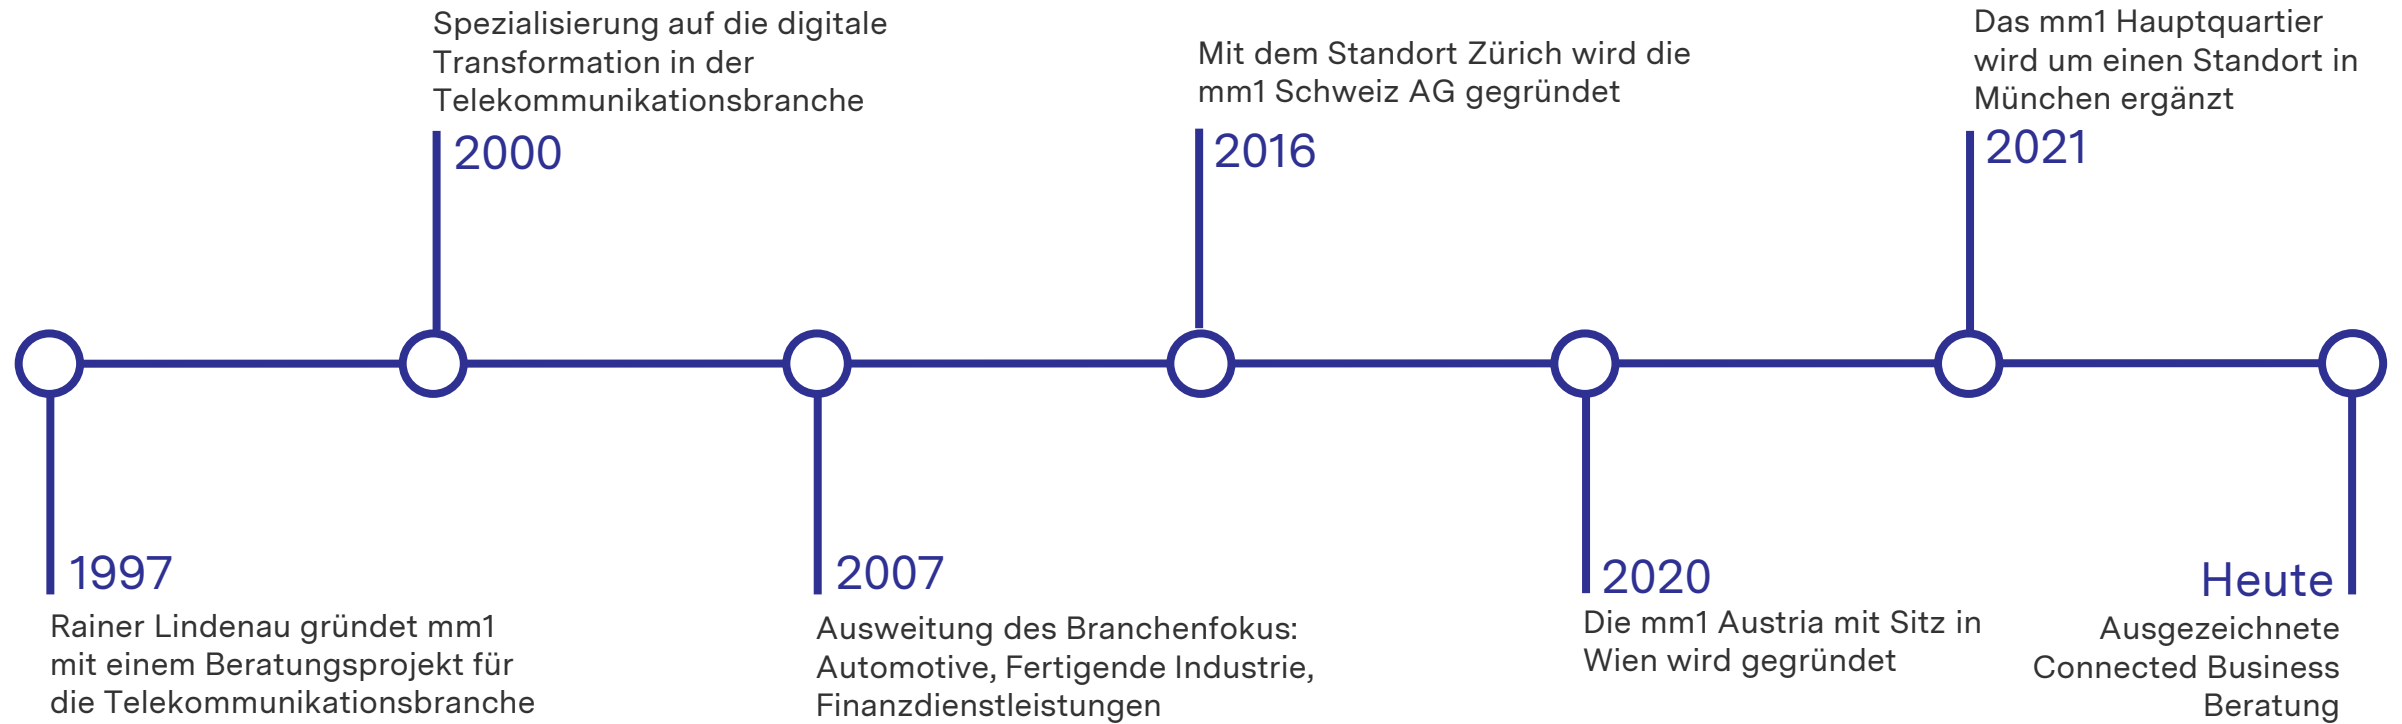 Spezialisierung auf die digitale
Transformation in der
Telekommunikationsbranche
2000
Mit dem Standort Zürich wird die
mm1 Schweiz AG gegründet
2016
Das mm1 Hauptquartier
wird um einen Standort in
München ergänzt
2021
1997
Rainer Lindenau gründet mm1
mit einem Beratungsprojekt für
die Telekommunikationsbranche
2007
Ausweitung des Branchenfokus:
Automotive, Fertigende Industrie,
Finanzdienstleistungen
2020
Die mm1 Austria mit Sitz in
Wien wird gegründet
Heute
Ausgezeichnete
Connected Business
Beratung